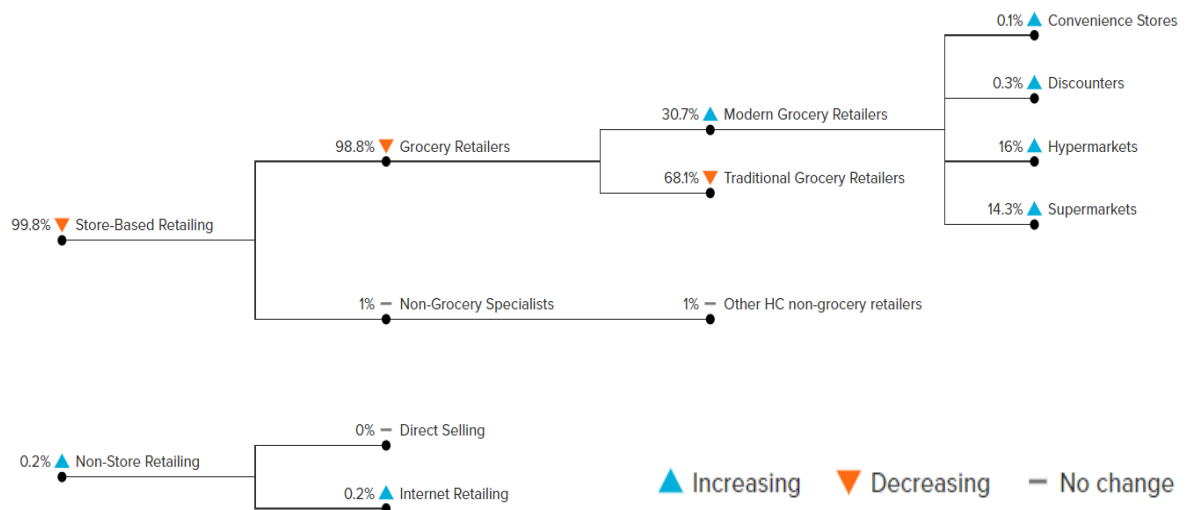 0.1% Convenience Stores
0.3% Discounters
30.7% Modern Grocery Retailers
98.8% Grocery Retailers
16% Hypermarkets
68.1% Traditional Grocery Retailers
14.3% Supermarkets
99.8% Store-Based Retailing
1% – Non-Grocery Specialists
1% – Other HC non-grocery retailers
0% – Direct Selling
0.2% Non-Store Retailing
0.2% Internet Retailing
Increasing
Decreasing
– No change